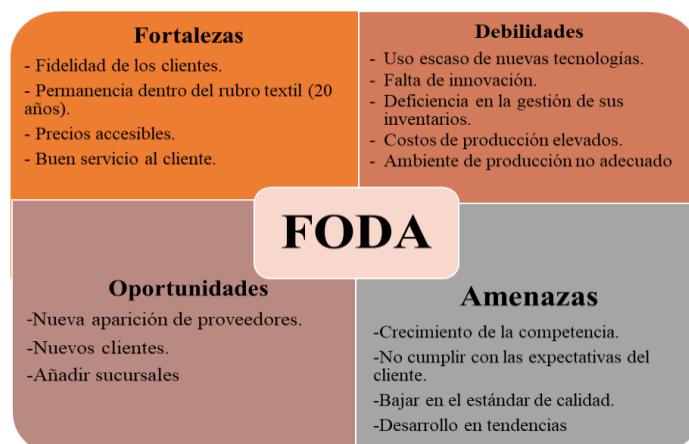 Fortalezas
- Fidelidad de los clientes.
- Permanencia dentro del rubro textil (20
años).
- Precios accesibles.
- Buen servicio al cliente.
Debilidades
- Uso escaso de nuevas tecnologías.
- Falta de innovación.
- Deficiencia en la gestión de sus
inventarios.
- Costos de producción elevados.
- Ambiente de producción no adecuado
FODA
Oportunidades
-Nueva aparición de proveedores.
-Nuevos clientes.
-Añadir sucursales
Amenazas
-Crecimiento de la competencia.
-No cumplir con las expectativas del
cliente.
-Bajar en el estándar de calidad.
-Desarrollo en tendencias